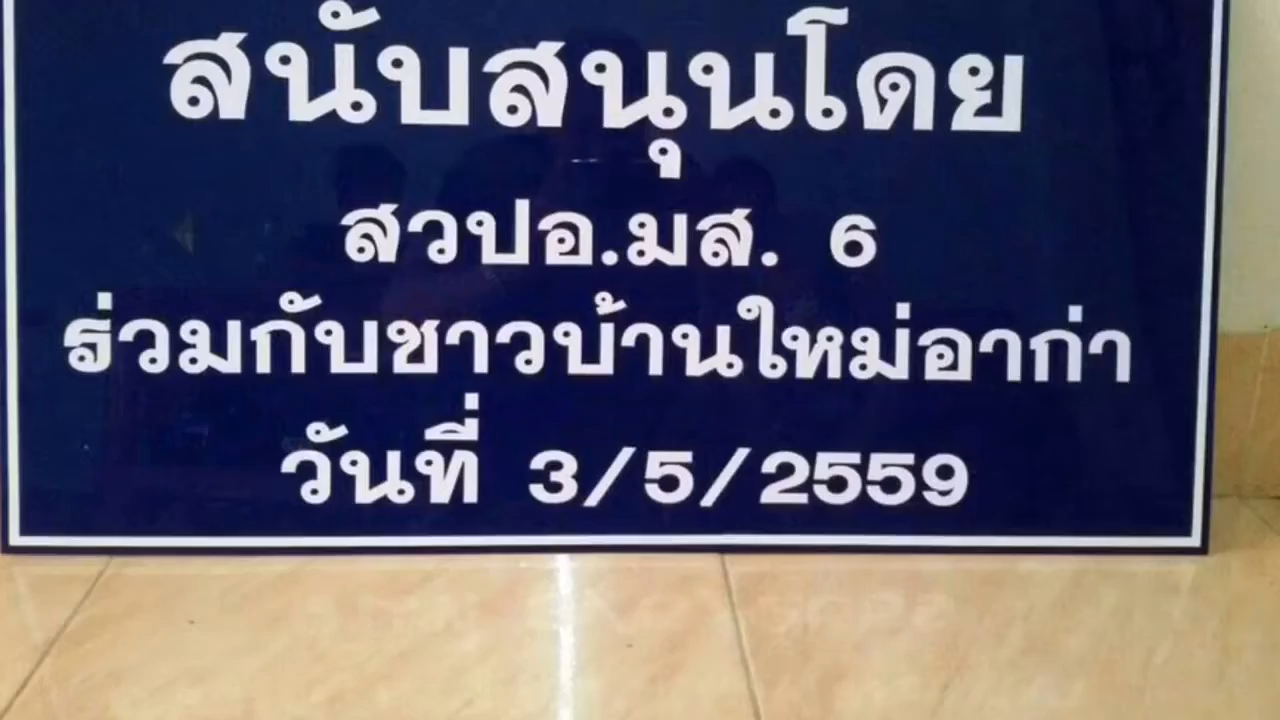 สนับสนุนโดย
สวปอ.มส. 6
ร่วมกับชาวบ้านใหม่อาก่า
วันที่ 3/5/2559